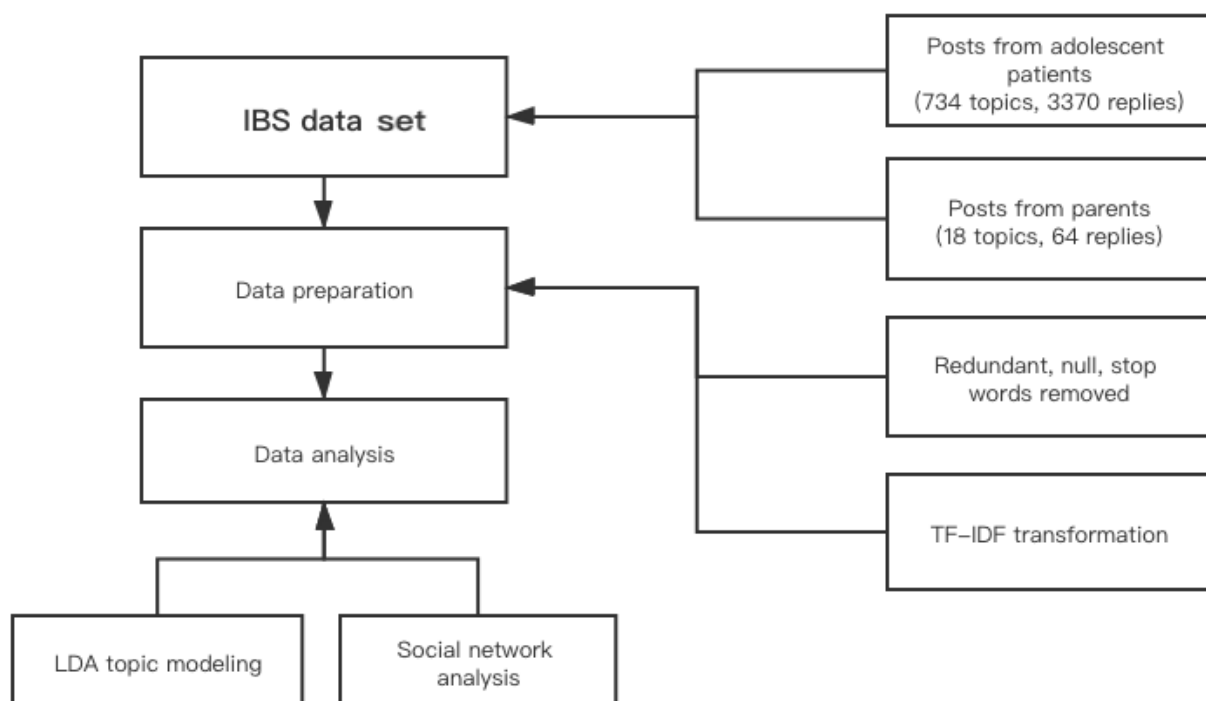 IBS data set
Posts from adolescent
patients
(734 topics, 3370 replies)
Posts from parents
(18 topics, 64 replies)
Data preparation
Redundant, null, stop
words removed
TF–IDF transformation
Data analysis
LDA topic modeling
Social network
analysis